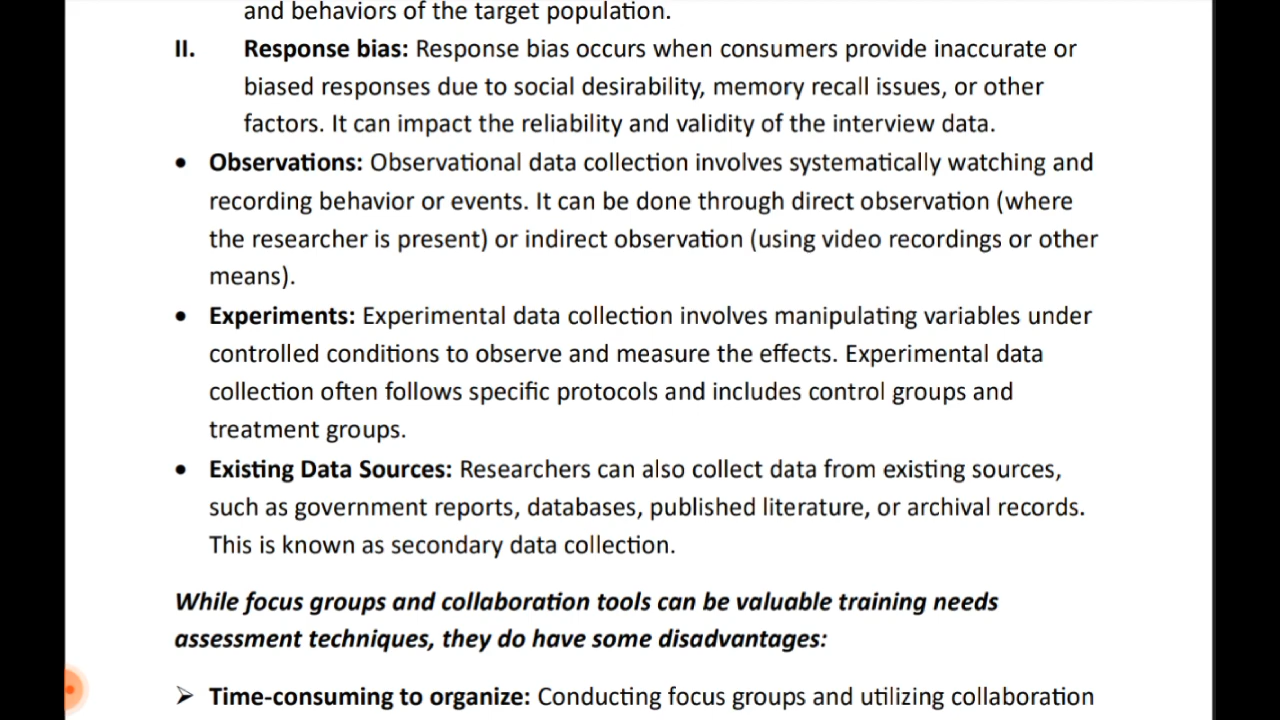 and behaviors of the target population.
II. Response bias: Response bias occurs when consumers provide inaccurate or
biased responses due to social desirability, memory recall issues, or other
factors. It can impact the reliability and validity of the interview data.
• Observations: Observational data collection involves systematically watching and
recording behavior or events. It can be done through direct observation (where
the researcher is present) or indirect observation (using video recordings or other
means).
• Experiments: Experimental data collection involves manipulating variables under
controlled conditions to observe and measure the effects. Experimental data
collection often follows specific protocols and includes control groups and
treatment groups.
• Existing Data Sources: Researchers can also collect data from existing sources,
such as government reports, databases, published literature, or archival records.
This is known as secondary data collection.
While focus groups and collaboration tools can be valuable training needs
assessment techniques, they do have some disadvantages:
➢ Time-consuming to organize: Conducting focus groups and utilizing collaboration